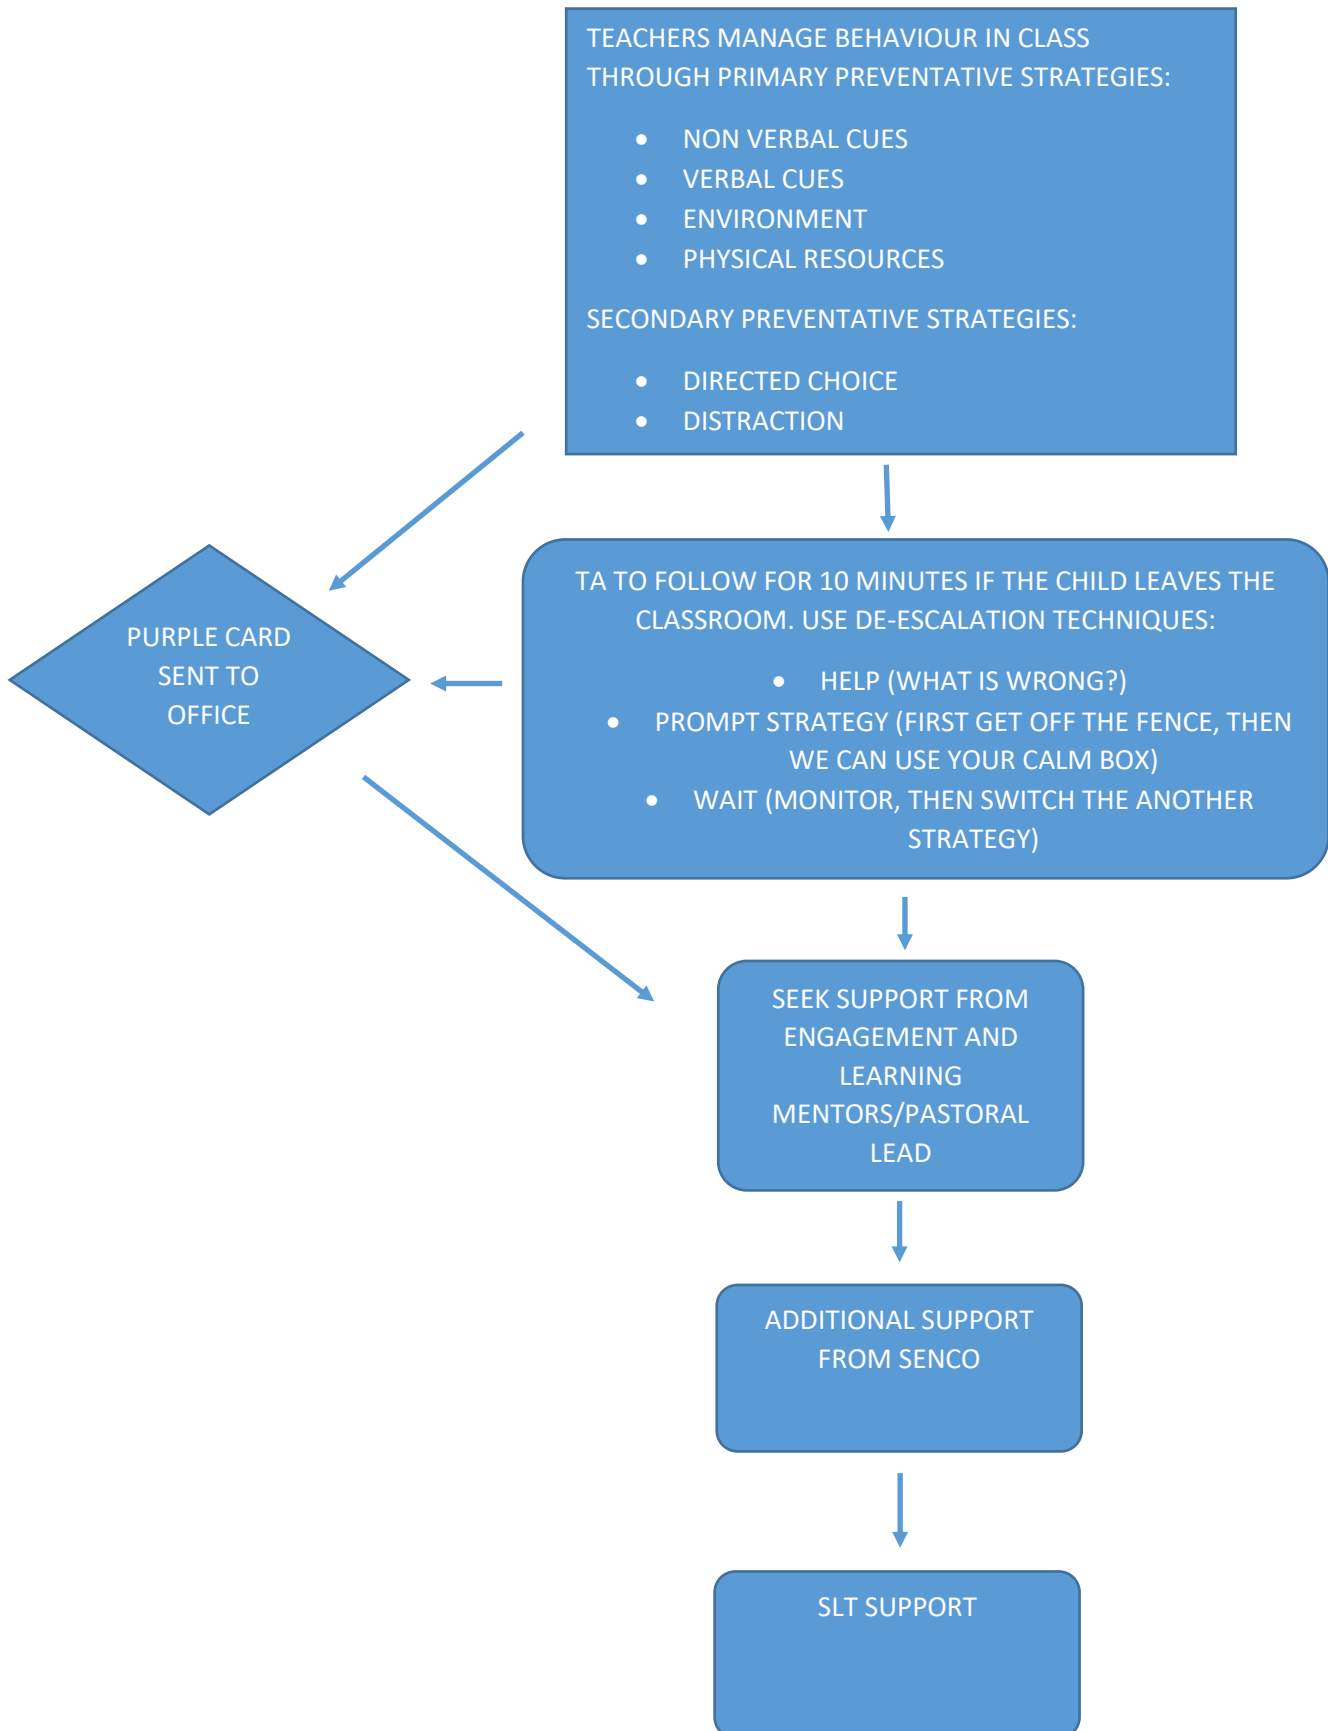 TEACHERS MANAGE BEHAVIOUR IN CLASS
THROUGH PRIMARY PREVENTATIVE STRATEGIES:
• NON VERBAL CUES
• VERBAL CUES
• ENVIRONMENT
• PHYSICAL RESOURCES
SECONDARY PREVENTATIVE STRATEGIES:
• DIRECTED CHOICE
• DISTRACTION
PURPLE CARD
SENT TO
OFFICE
TA TO FOLLOW FOR 10 MINUTES IF THE CHILD LEAVES THE
CLASSROOM. USE DE-ESCALATION TECHNIQUES:
• HELP (WHAT IS WRONG?)
• PROMPT STRATEGY (FIRST GET OFF THE FENCE, THEN
WE CAN USE YOUR CALM BOX)
• WAIT (MONITOR, THEN SWITCH THE ANOTHER
STRATEGY)
SEEK SUPPORT FROM
ENGAGEMENT AND
LEARNING
MENTORS/PASTORAL
LEAD
ADDITIONAL SUPPORT
FROM SENCO
SLT SUPPORT